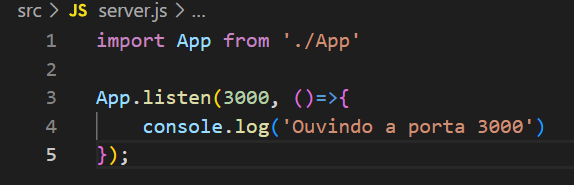 src > JS server.js > ...
1 import App from './App'
2
3 App.listen(3000, ()=>{
4 console.log('Ouvindo a porta 3000')
5 });